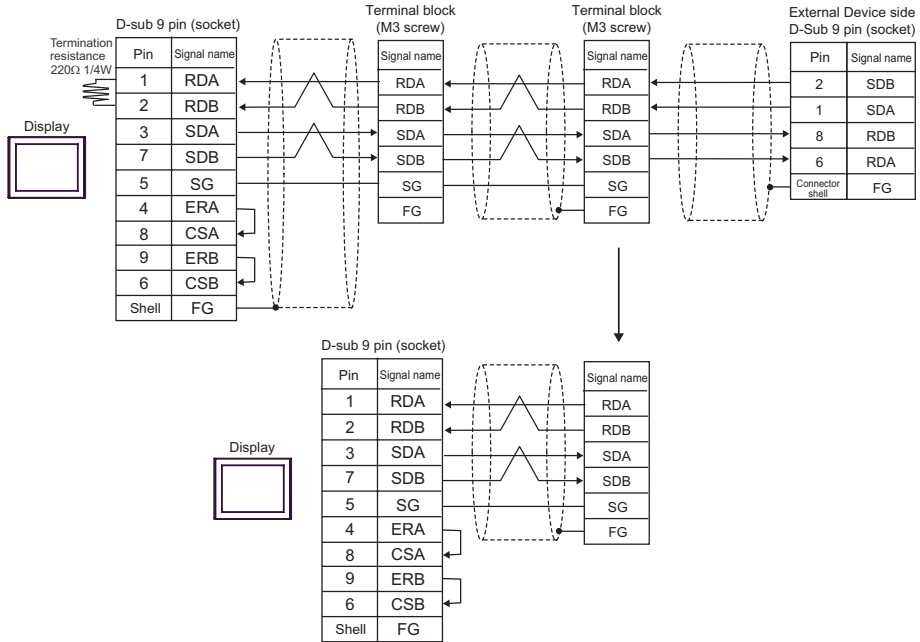 D-sub 9 pin (socket)
Terminal block
(M3 screw)
Terminal block
(M3 screw)
External Device side
D-Sub 9 pin (socket)
Termination
resistance
220Ω 1/4W
Pin Signal name
1 RDA
2 RDB
3 SDA
7 SDB
5 SG
4 ERA
8 CSA
9 ERB
6 CSB
Shell FG
Display
Signal name
RDA
RDB
SDA
SDB
SG
FG
Signal name
RDA
RDB
SDA
SDB
SG
FG
Pin Signal name
2 SDB
1 SDA
8 RDB
6 RDA
Connector
shell FG
D-sub 9 pin (socket)
Pin Signal name
1 RDA
2 RDB
3 SDA
7 SDB
5 SG
4 ERA
8 CSA
9 ERB
6 CSB
Shell FG
Display
Signal name
RDA
RDB
SDA
SDB
SG
FG